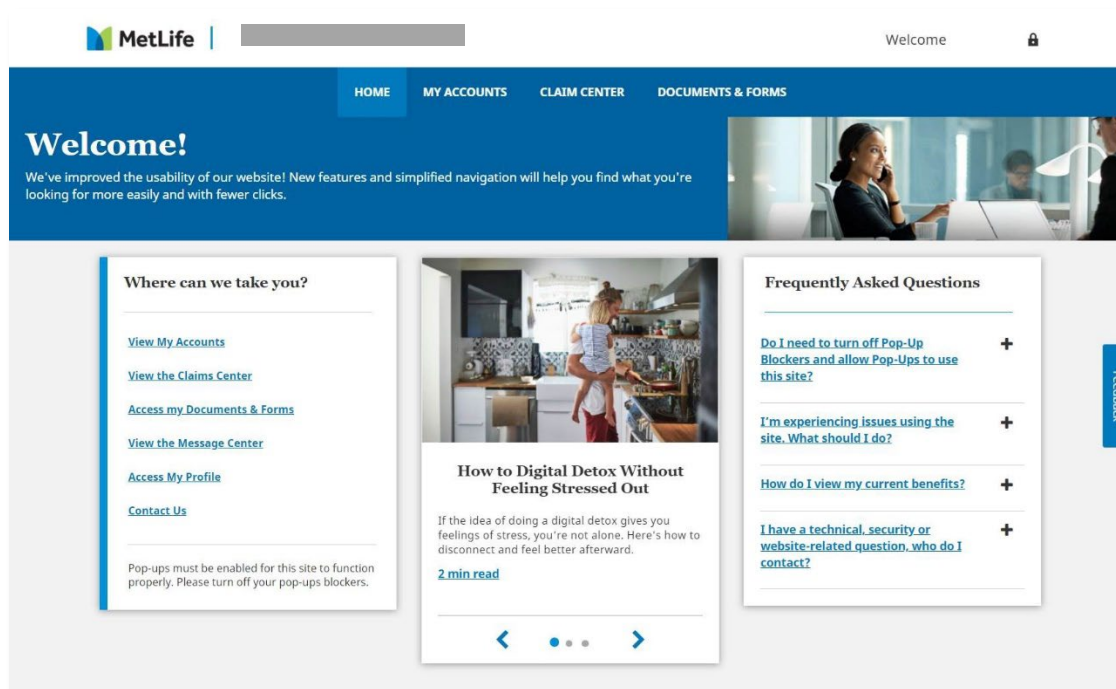 MetLife
Welcome
HOME
MY ACCOUNTS
CLAIM CENTER
DOCUMENTS & FORMS
Welcome!
We've improved the usability of our website! New features and simplified navigation will help you find what you're
looking for more easily and with fewer clicks.
Where can we take you?
View My Accounts
View the Claims Center
Access my Documents & Forms
View the Message Center
Access My Profile
Contact Us
Pop-ups must be enabled for this site to function
properly. Please turn off your pop-ups blockers.
How to Digital Detox Without
Feeling Stressed Out
If the idea of doing a digital detox gives you
feelings of stress, you're not alone. Here's how to
disconnect and feel better afterward.
2 min read
Frequently Asked Questions
Do I need to turn off Pop-Up
Blockers and allow Pop-Ups to use
this site?
I'm experiencing issues using the
site. What should I do?
How do I view my current benefits?
I have a technical, security or
website-related question, who do I
contact?